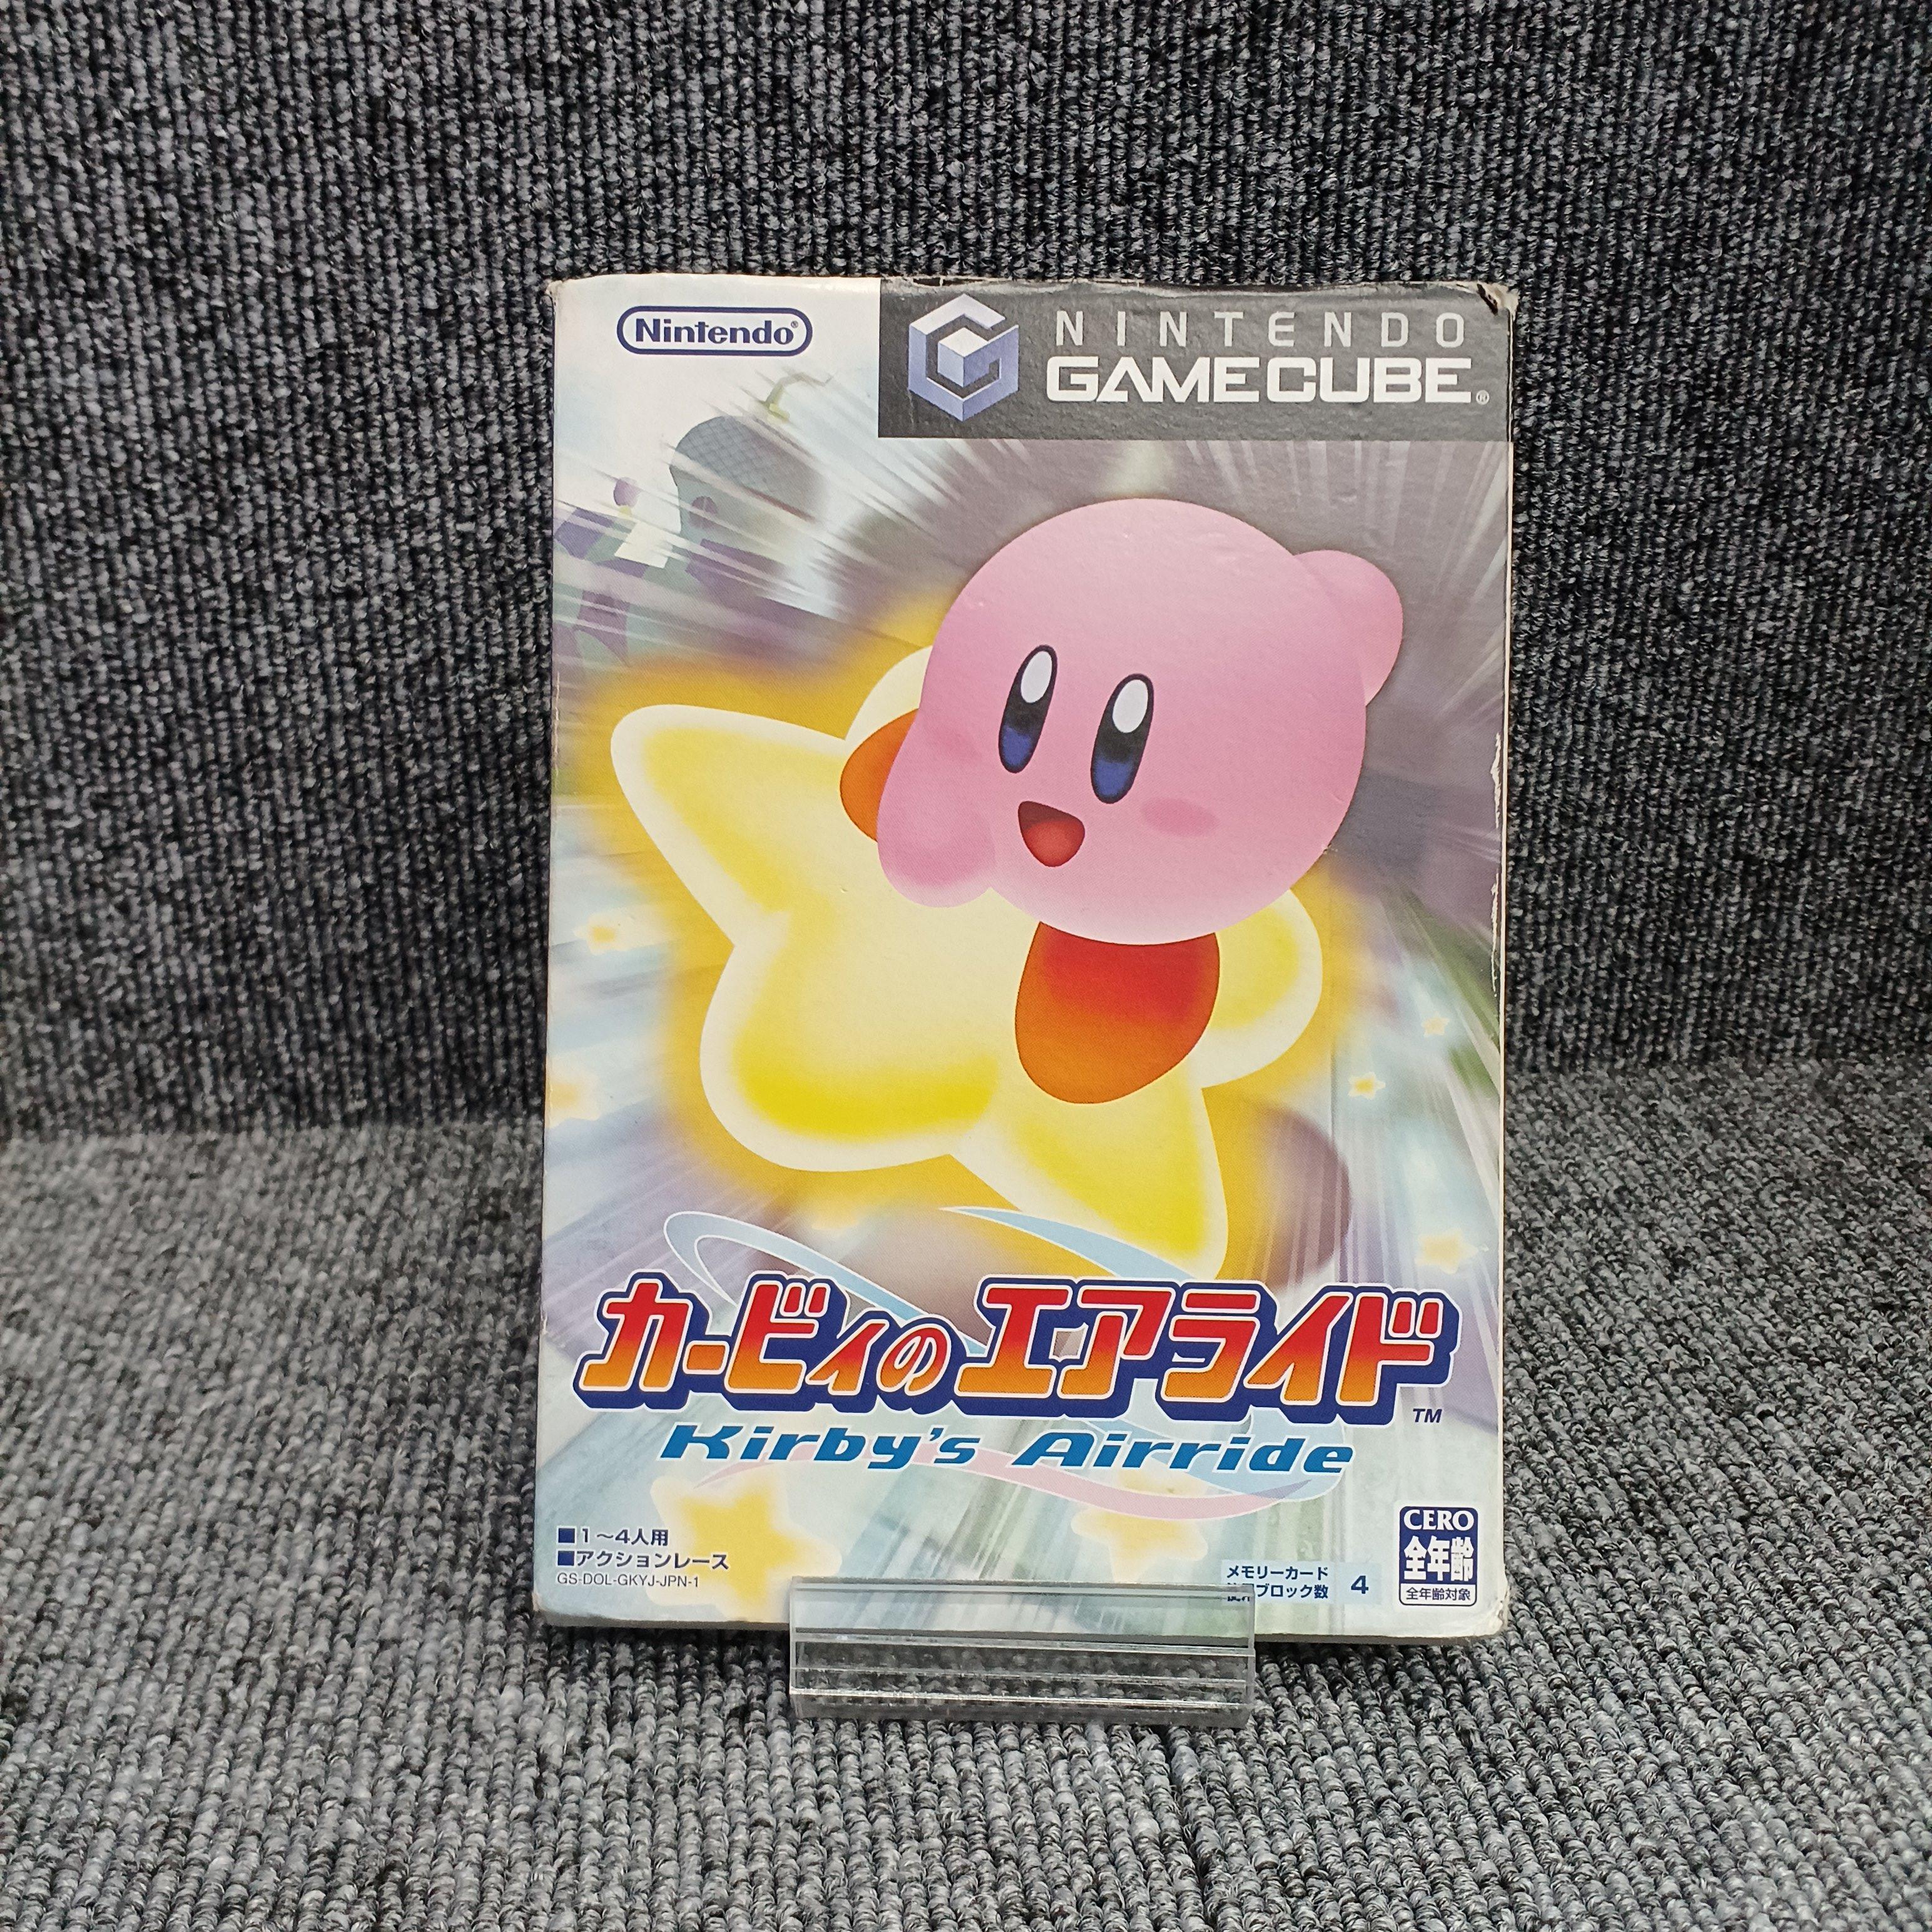 Nintendo®
NINTENDO
GAMECUBE®
カービィのエアライド
TM
Kirby's Airride
■1～4人用
■アクションレース
GS-DOL-GKYJ-JPN-1
メモリーカード
ブロック数 4
CERO
全年齢
全年齢対象